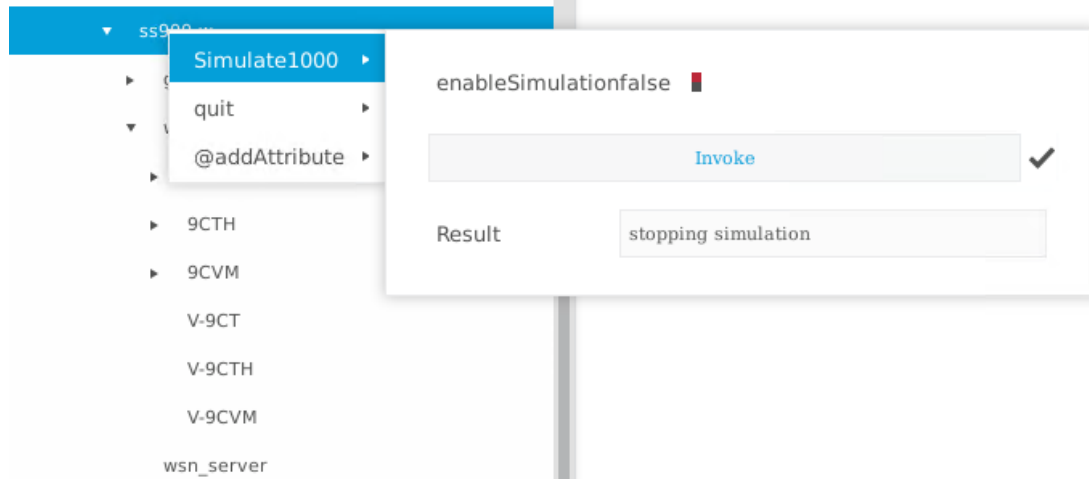 Simulate1000
enableSimulationfalse
quit
Invoke
@addAttribute
9CTH
Result
stopping simulation
9CVM
V-9CT
V-9CTH
V-9CVM
wsn_server